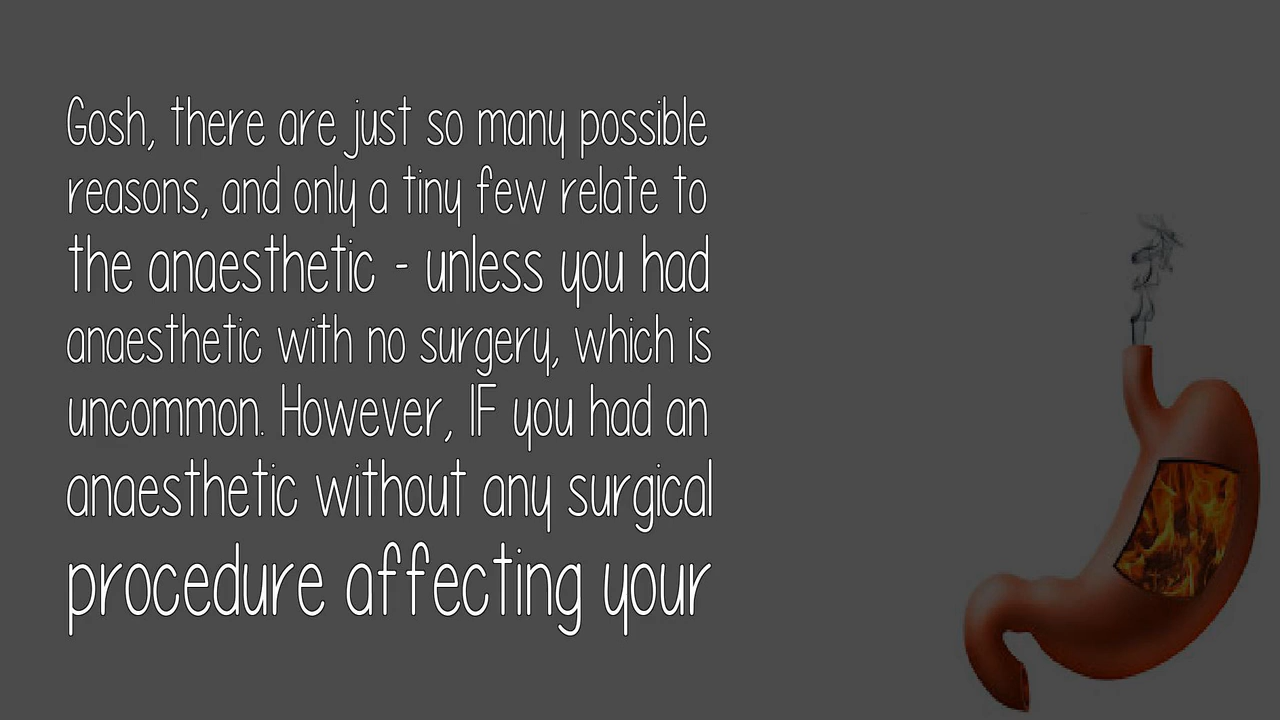 Gosh, there are just so many possible
reasons, and only a tiny few relate to
the anaesthetic - unless you had
anaesthetic with no surgery, which is
uncommon. However, IF you had an
anaesthetic without any surgical
procedure affecting your